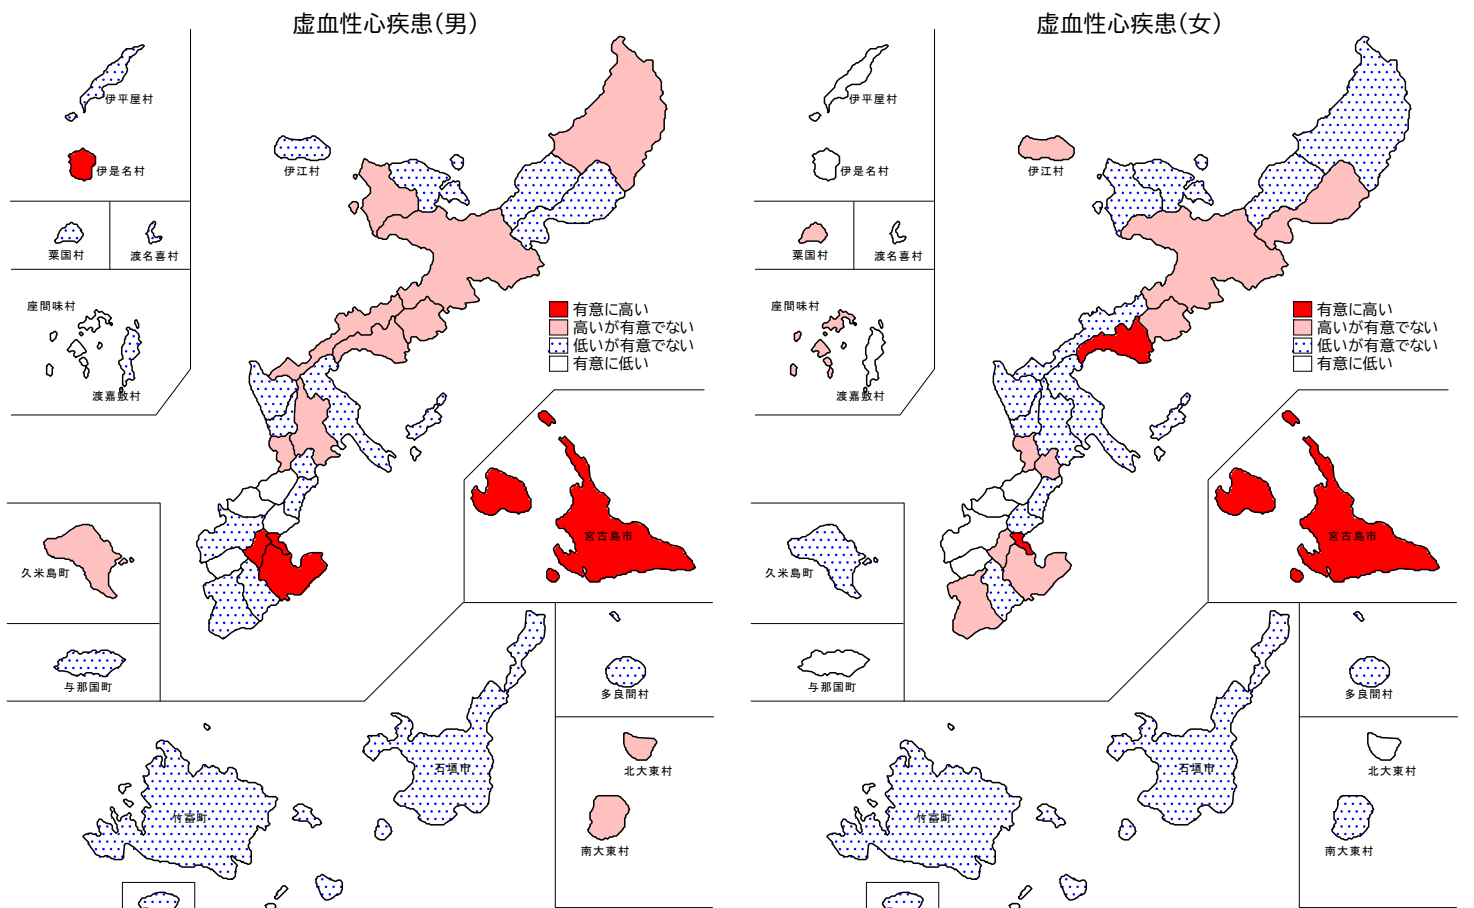 虚血性心疾患(男)
伊平屋村
伊是名村
伊江村
粟国村
渡名喜村
座間味村
渡嘉敷村
有意に高い
高いが有意でない
低いが有意でない
有意に低い
宮古島市
久米島町
与那国町
多良間村
北大東村
南大東村
石垣市
竹富町
虚血性心疾患(女)
伊平屋村
伊是名村
伊江村
粟国村
渡名喜村
座間味村
渡嘉敷村
有意に高い
高いが有意でない
低いが有意でない
有意に低い
宮古島市
久米島町
与那国町
多良間村
北大東村
南大東村
石垣市
竹富町